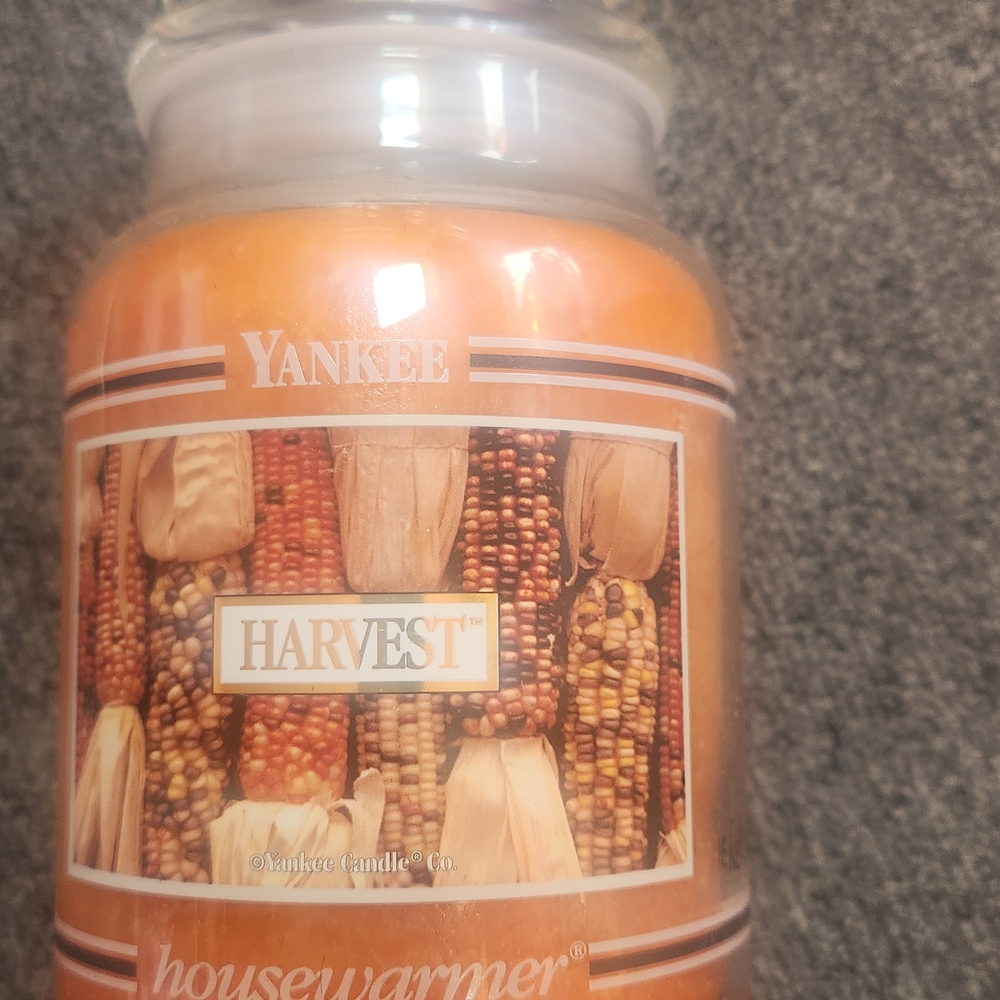 YANKEE
HARVEST™
©Yankee Candle® Co.
housewarmer®